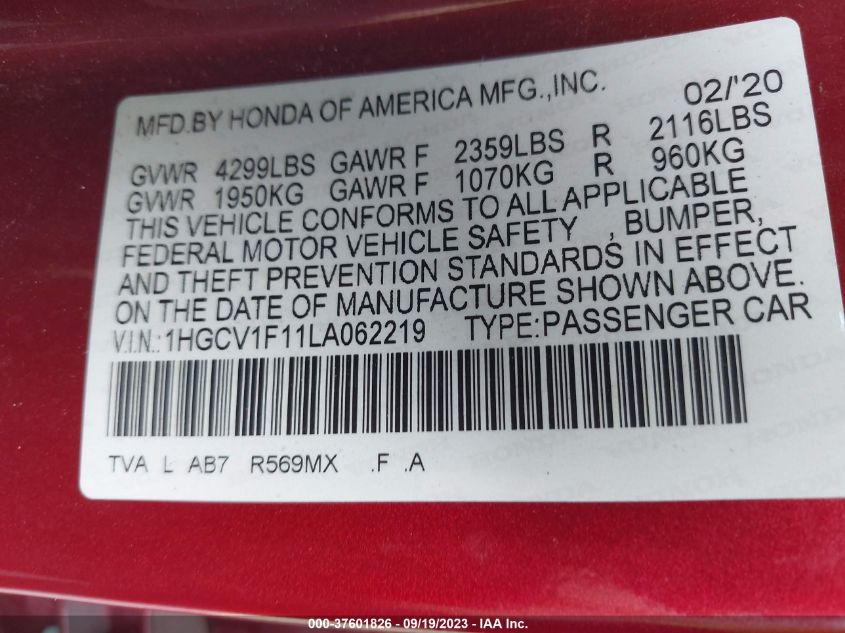 MFD.BY HONDA OF AMERICA MFG.,INC. 02/'20
GVWR 4299LBS GAWR F 2359LBS R 2116LBS
GVWR 1950KG GAWR F 1070KG R 960KG
THIS VEHICLE CONFORMS TO ALL APPLICABLE
FEDERAL MOTOR VEHICLE SAFETY , BUMPER,
AND THEFT PREVENTION STANDARDS IN EFFECT
ON THE DATE OF MANUFACTURE SHOWN ABOVE.
V.I.N.:1HGCV1F11LA062219 TYPE:PASSENGER CAR
TVA L AB7 R569MX .F .A
000-37601826 - 09/19/2023 - IAA Inc.